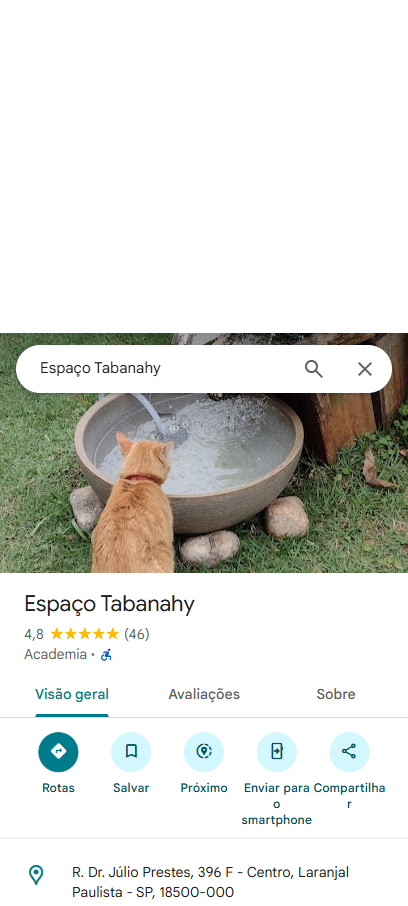 Espaço Tabanahy
Espaço Tabanahy
4,8 (46)
Academia ·
Visão geral Avaliações Sobre
Rotas Salvar Próximo Enviar para o smartphone Compartilhar
R. Dr. Júlio Prestes, 396 F - Centro, Laranjal
Paulista - SP, 18500-000